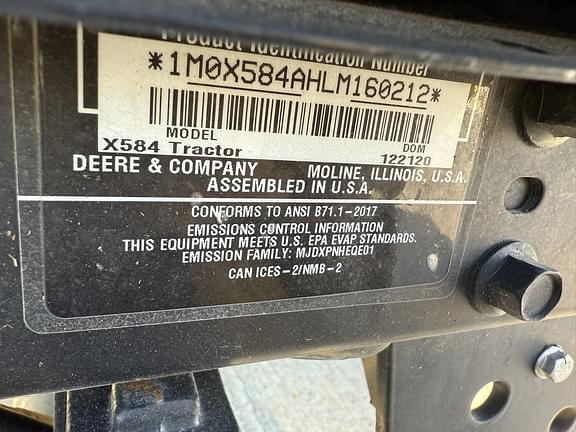 Product Identification Number
*1M0X584AHLM160212*
MODEL
DOM
X584 Tractor
122120
DEERE & COMPANY MOLINE, ILLINOIS, U.S.A.
ASSEMBLED IN U.S.A.
CONFORMS TO ANSI B71.1-2017
EMISSIONS CONTROL INFORMATION
THIS EQUIPMENT MEETS U.S. EPA EVAP STANDARDS.
EMISSION FAMILY: MJDXPNHEQE01
CAN ICES-2/NMB-2